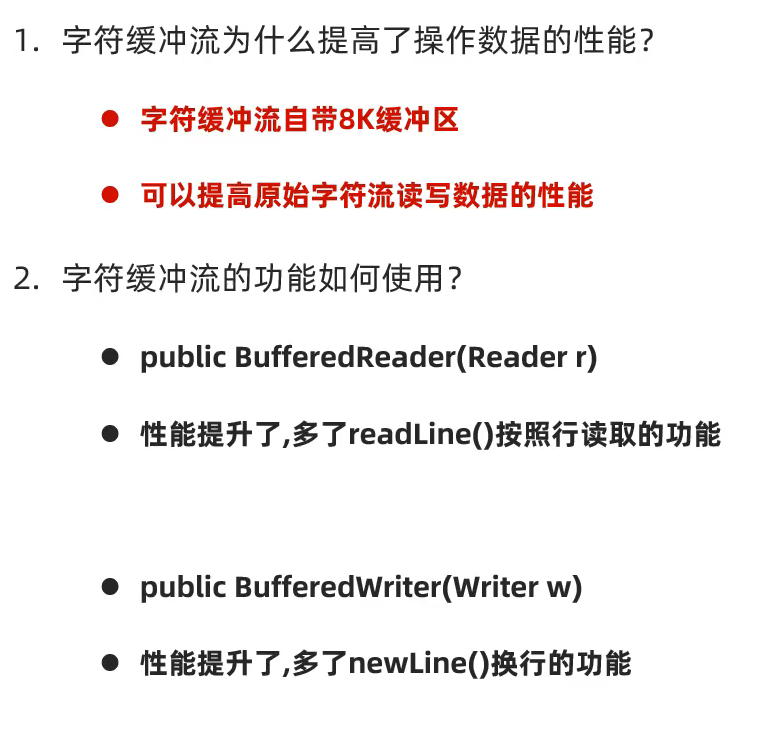 1. 字符缓冲流为什么提高了操作数据的性能？
● 字符缓冲流自带8K缓冲区
● 可以提高原始字符流读写数据的性能
2. 字符缓冲流的功能如何使用？
● public BufferedReader(Reader r)
● 性能提升了,多了readLine()按照行读取的功能
● public BufferedWriter(Writer w)
● 性能提升了,多了newLine()换行的功能